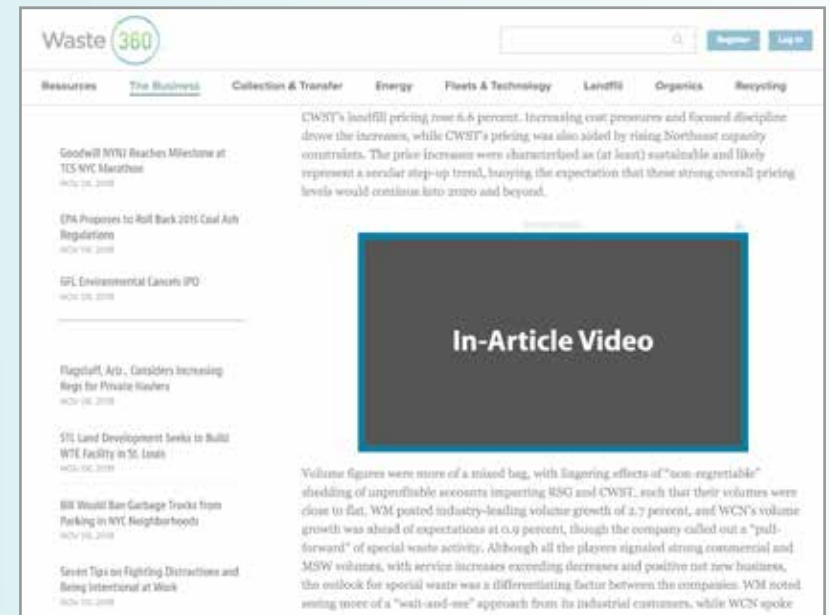 Waste 360
Register
Log In
Resources
The Business
Collection & Transfer
Energy
Fleets & Technology
Landfill
Organics
Recycling
Goodwill NYNJ Reaches Milestone at
TCS NYC Marathon
EPA Proposes to Roll Back 2015 Coal Ash
Regulations
GFL Environmental Cancels IPO
Flagstaff, Ariz., Considers Increasing
Regs for Private Haulers
STL Land Development Seeks to Build
WTE Facility in St. Louis
Bill Would Ban Garbage Trucks from
Parking in NYC Neighborhoods
Seven Tips on Fighting Distractions and
Being Intentional at Work
CWST's landfill pricing rose 6.6 percent. Increasing cost pressures and focused discipline
drove the increases, while CWST's pricing was also aided by rising Northeast capacity
constraints. The price increases were characterized as (at least) sustainable and likely
represent a secular step-up trend, buoying the expectation that these strong overall pricing
levels would continue into 2020 and beyond.
In-Article Video
Volume figures were more of a mixed bag, with lingering effects of "non-regrettable"
shedding of unprofitable accounts impacting RSG and CWST, such that their volumes were
close to flat. WM posted industry-leading volume growth of 2.7 percent, and WCN's volume
growth was ahead of expectations at 0.9 percent, though the company called out a "pull-
forward" of special waste activity. Although all the players signaled strong commercial and
MSW volumes, with service increases exceeding decreases and positive net new business,
the outlook for special waste was a differentiating factor between the companies. WM noted
seeing more of a "wait-and-see" approach from its industrial customers, while WCN spoke